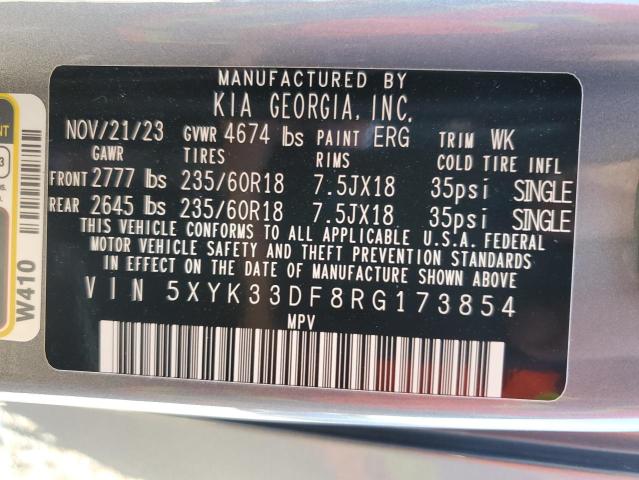 MANUFACTURED BY
KIA GEORGIA, INC.
NOV/21/23 GVWR 4674 lbs PAINT ERG TRIM WK
GAWR TIRES RIMS COLD TIRE INFL
FRONT 2777 lbs 235/60R18 7.5JX18 35psi SINGLE
REAR 2645 lbs 235/60R18 7.5JX18 35psi SINGLE
THIS VEHICLE CONFORMS TO ALL APPLICABLE U.S.A. FEDERAL
MOTOR VEHICLE SAFETY AND THEFT PREVENTION STANDARDS
IN EFFECT ON THE DATE OF MANUFACTURE SHOWN ABOVE.
VIN 5XYK33DF8RG173854
MPV
W410